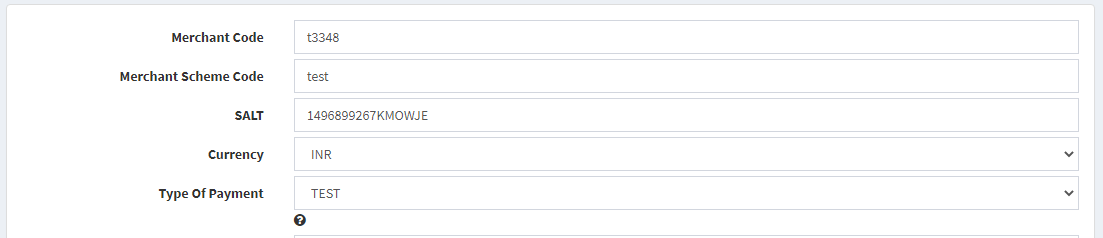 Merchant Code t3348
Merchant Scheme Code test
SALT 1496899267KMOWJE
Currency INR
Type Of Payment TEST
?